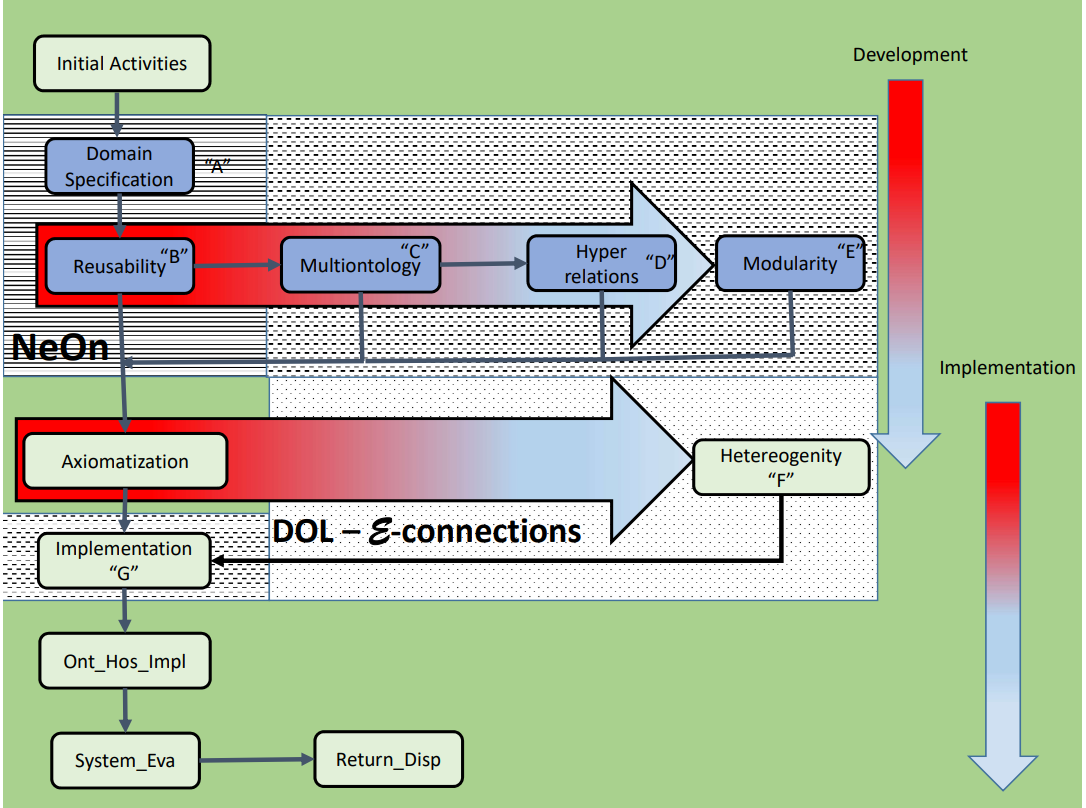 Initial Activities
Development
Domain
Specification
“A”
Reusability
“B”
Multiontology
“C”
Hyper
relations
“D”
Modularity
“E”
NeOn
Implementation
Axiomatization
Hetereogenity
“F”
DOL – ℰ-connections
Implementation
“G”
Ont_Hos_Impl
System_Eva
Return_Disp